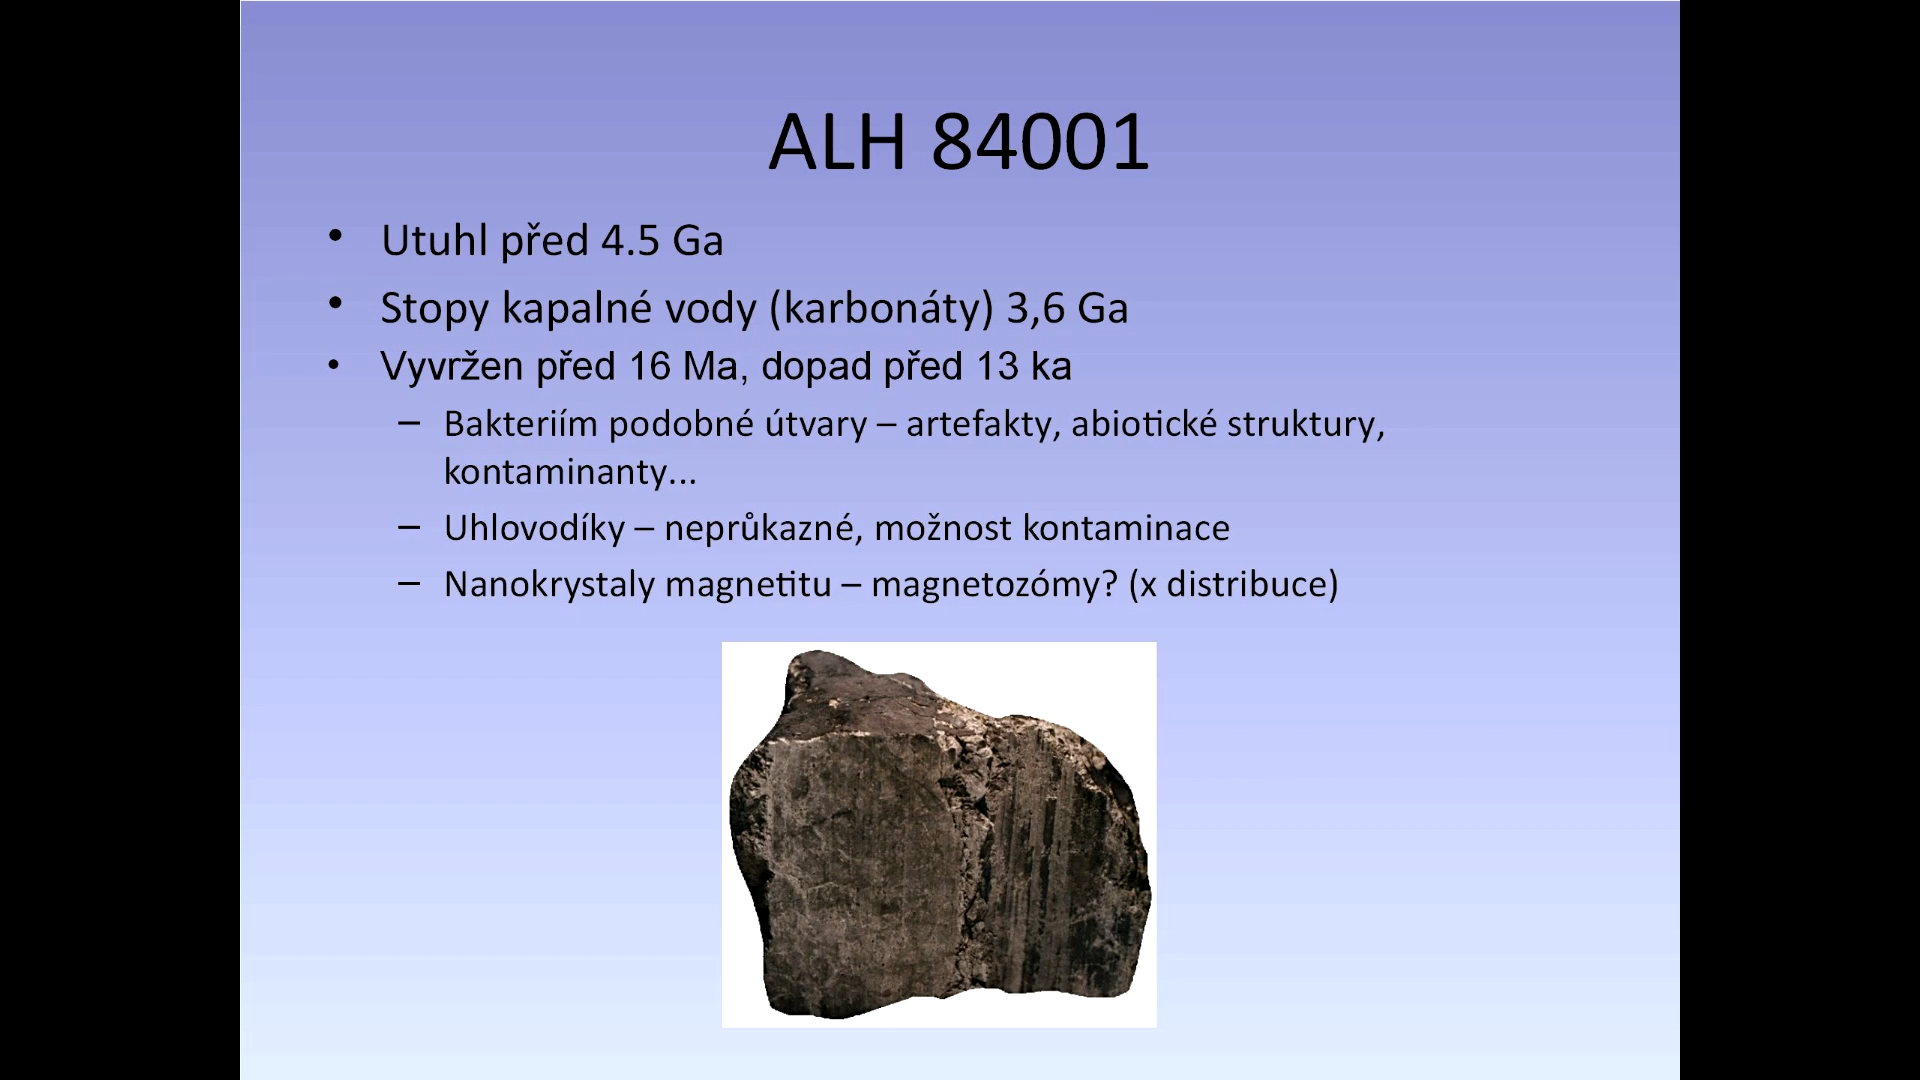 ALH 84001
• Utuhl před 4.5 Ga
• Stopy kapalné vody (karbonáty) 3,6 Ga
• Vyvržen před 16 Ma, dopad před 13 ka
– Bakteriím podobné útvary – artefakty, abiotické struktury,
kontaminanty...
– Uhlovodíky – neprůkazné, možnost kontaminace
– Nanokrystaly magnetitu – magnetozómy? (x distribuce)